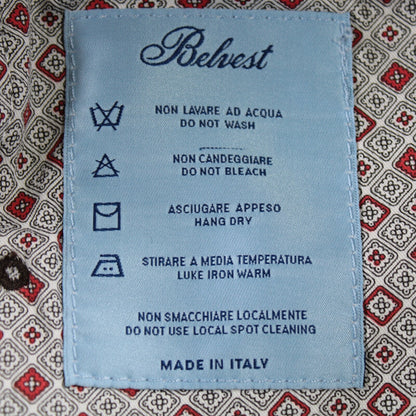 Belvest
NON LAVARE AD ACQUA
DO NOT WASH
NON CANDEGGIARE
DO NOT BLEACH
ASCIUGARE APPESO
HANG DRY
STIRARE A MEDIA TEMPERATURA
LUKE IRON WARM
NON SMACCHIARE LOCALMENTE
DO NOT USE LOCAL SPOT CLEANING
MADE IN ITALY